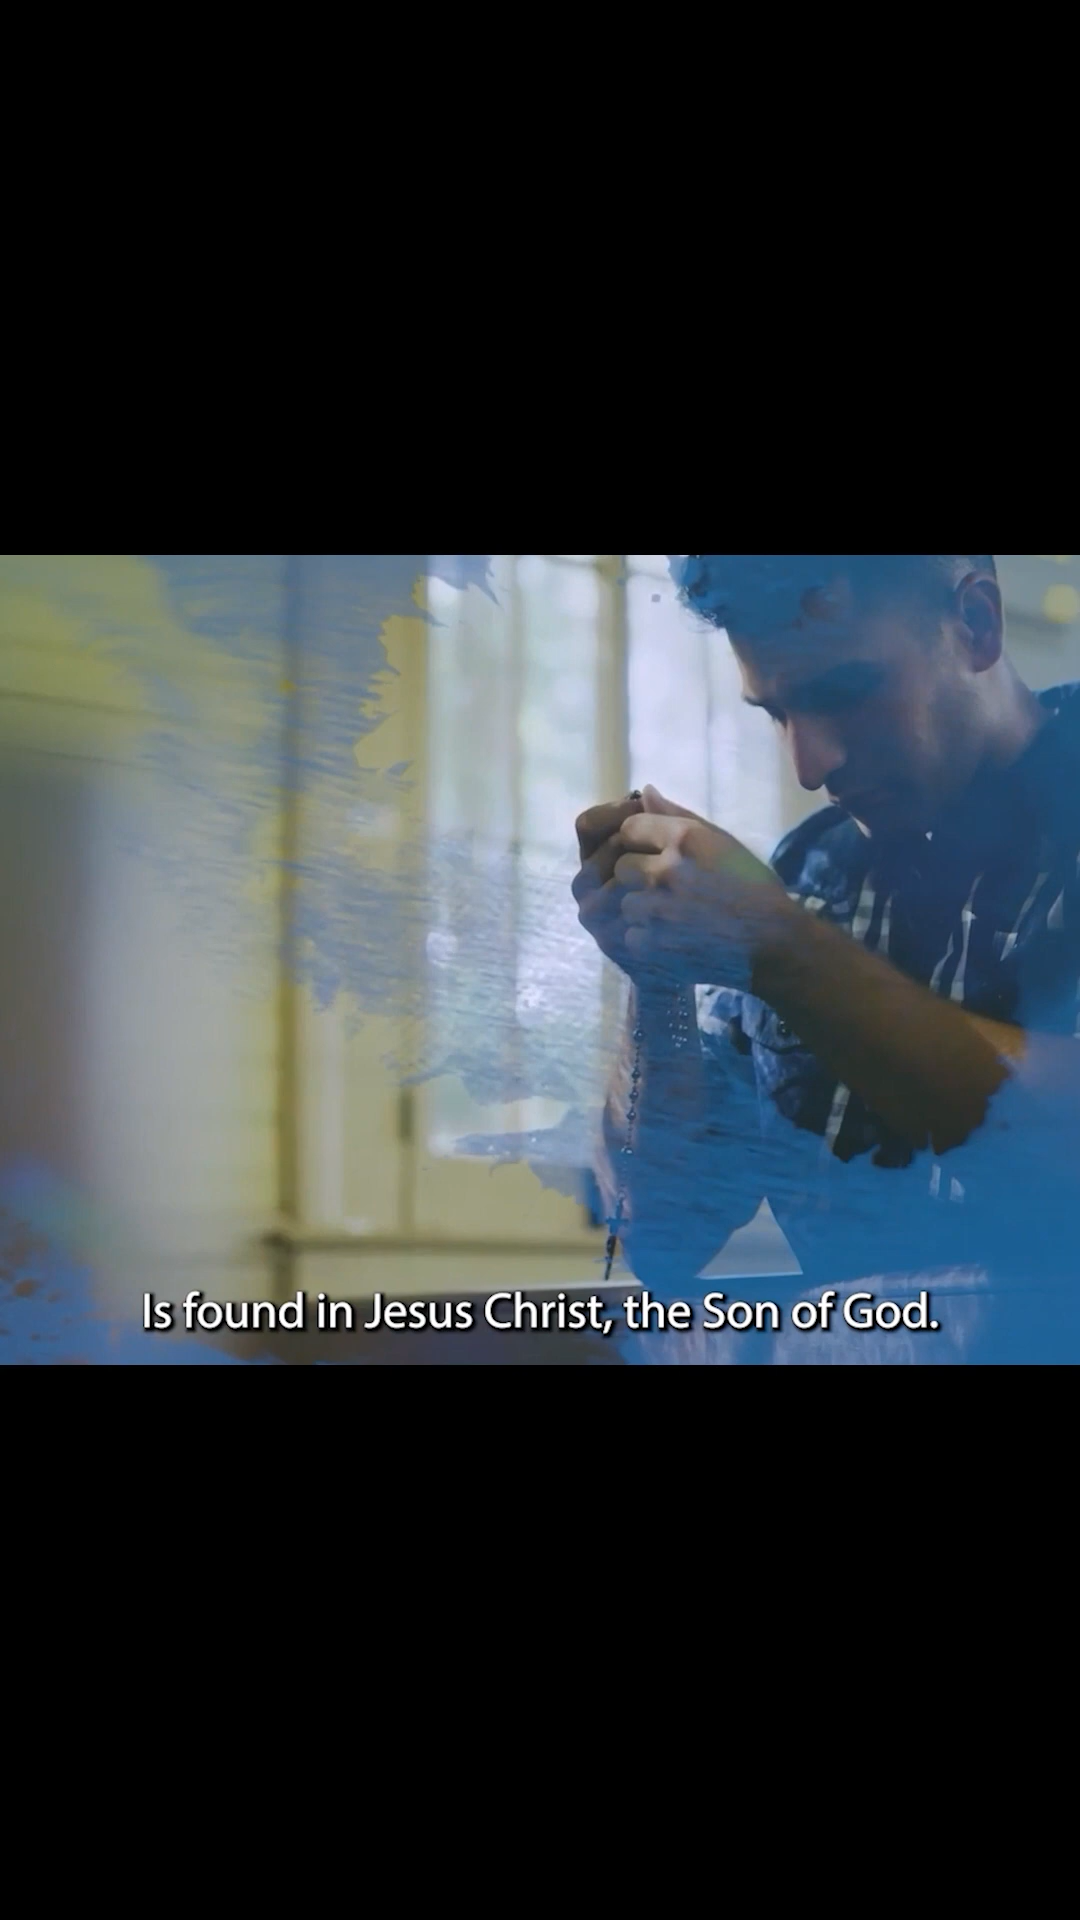 Is found in Jesus Christ, the Son of God.